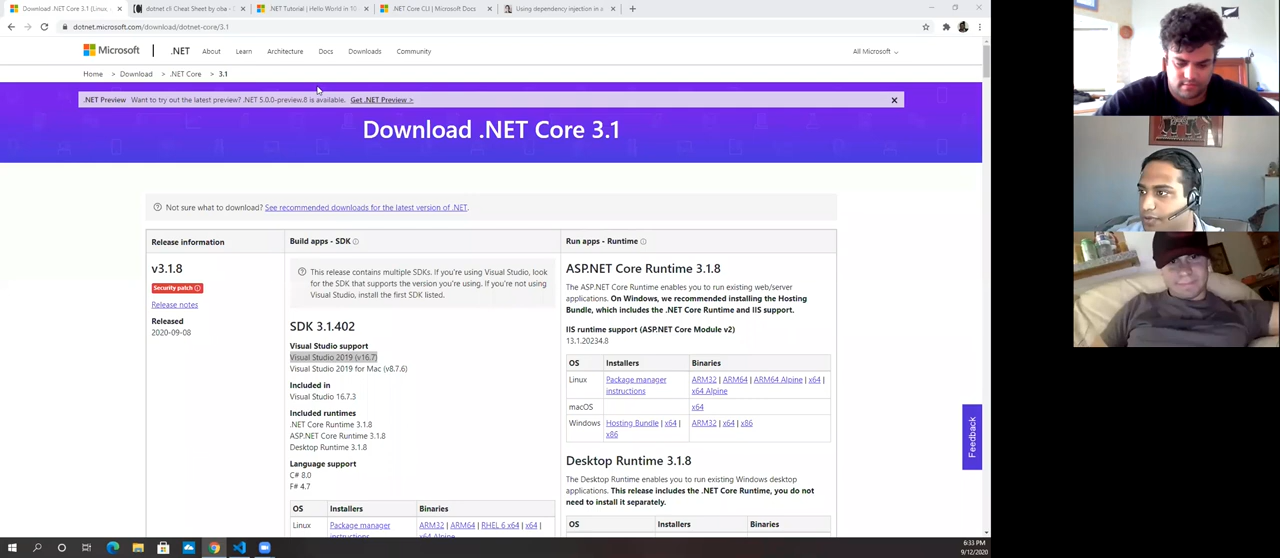 Download .NET Core 3.1 (Linux,
dotnet cli Cheat Sheet by oba
.NET Tutorial | Hello World in 10
.NET Core CLI | Microsoft Docs
Using dependency injection in a
dotnet.microsoft.com/download/dotnet-core/3.1
Microsoft
.NET About Learn Architecture Docs Downloads Community
All Microsoft
Home > Download > .NET Core > 3.1
.NET Preview Want to try out the latest preview? .NET 5.0.0-preview.8 is available. Get .NET Preview >
Download .NET Core 3.1
Not sure what to download? See recommended downloads for the latest version of .NET.
Release information
v3.1.8
Security patch
Release notes
Released
2020-09-08
Build apps - SDK
This release contains multiple SDKs. If you're using Visual Studio, look
for the SDK that supports the version you're using. If you're not using
Visual Studio, install the first SDK listed.
SDK 3.1.402
Visual Studio support
Visual Studio 2019 (v16.7)
Visual Studio 2019 for Mac (v8.7.6)
Included in
Visual Studio 16.7.3
Included runtimes
.NET Core Runtime 3.1.8
ASP.NET Core Runtime 3.1.8
Desktop Runtime 3.1.8
Language support
C# 8.0
F# 4.7
OS Installers Binaries
Linux Package manager ARM32 | ARM64 | RHEL 6 x64 | x64 |
instructions x64 Alpine
Run apps - Runtime
ASP.NET Core Runtime 3.1.8
The ASP.NET Core Runtime enables you to run existing web/server
applications. On Windows, we recommended installing the Hosting
Bundle, which includes the .NET Core Runtime and IIS support.
IIS runtime support (ASP.NET Core Module v2)
13.1.20234.8
OS Installers Binaries
Linux Package manager ARM32 | ARM64 | ARM64 Alpine | x64 |
instructions x64 Alpine
macOS x64
Windows Hosting Bundle | x64 | ARM32 | x64 | x86
x86
Desktop Runtime 3.1.8
The Desktop Runtime enables you to run existing Windows desktop
applications. This release includes the .NET Core Runtime, you do not
need to install it separately.
OS Installers Binaries
Feedback
6:33 PM
9/12/2020